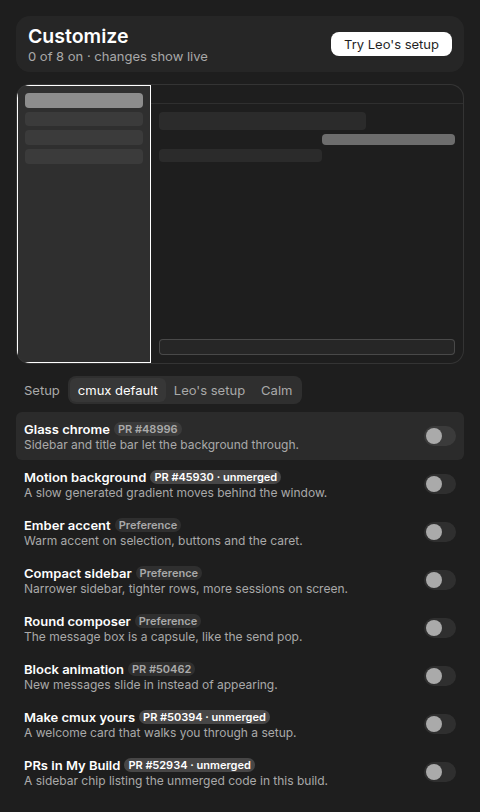 Customize
0 of 8 on · changes show live
Try Leo's setup
Setup cmux default Leo's setup Calm
Glass chrome PR #48996
Sidebar and title bar let the background through.
Motion background PR #45930 · unmerged
A slow generated gradient moves behind the window.
Ember accent Preference
Warm accent on selection, buttons and the caret.
Compact sidebar Preference
Narrower sidebar, tighter rows, more sessions on screen.
Round composer Preference
The message box is a capsule, like the send pop.
Block animation PR #50462
New messages slide in instead of appearing.
Make cmux yours PR #50394 · unmerged
A welcome card that walks you through a setup.
PRs in My Build PR #52934 · unmerged
A sidebar chip listing the unmerged code in this build.